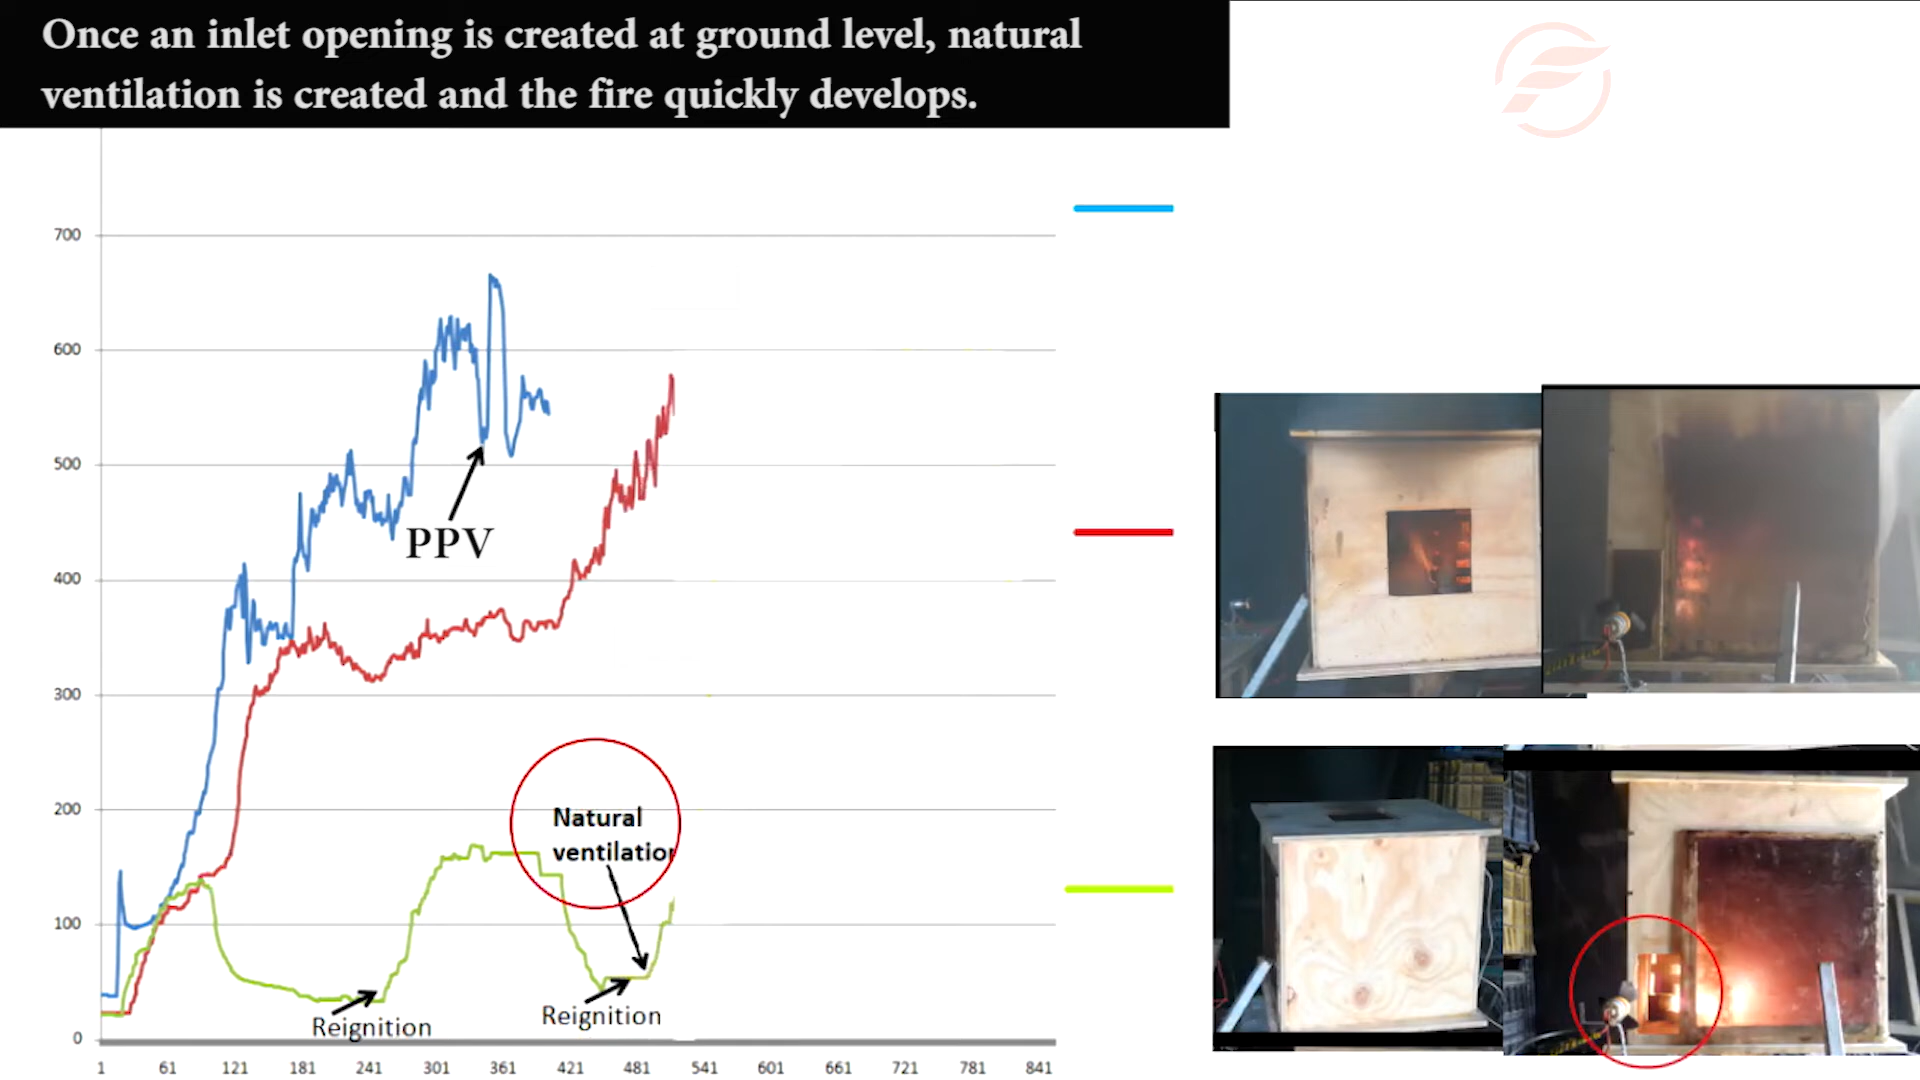 Once an inlet opening is created at ground level, natural
ventilation is created and the fire quickly develops.
700
600
500
400
300
200
100
0
PPV
Natural
ventilation
Reignition
Reignition
1 61 121 181 241 301 361 421 481 541 601 661 721 781 841